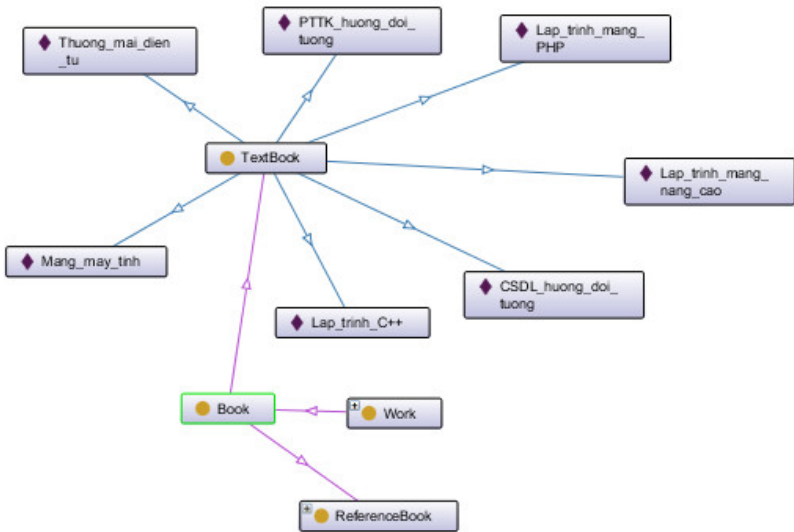 PTTK_huong_doi_
tuong
Lap_trinh_mang_
PHP
Thuong_mai_dien
_tu
TextBook
Lap_trinh_mang_
nang_cao
Mang_may_tinh
CSDL_huong_doi_
tuong
Lap_trinh_C++
Book
Work
ReferenceBook